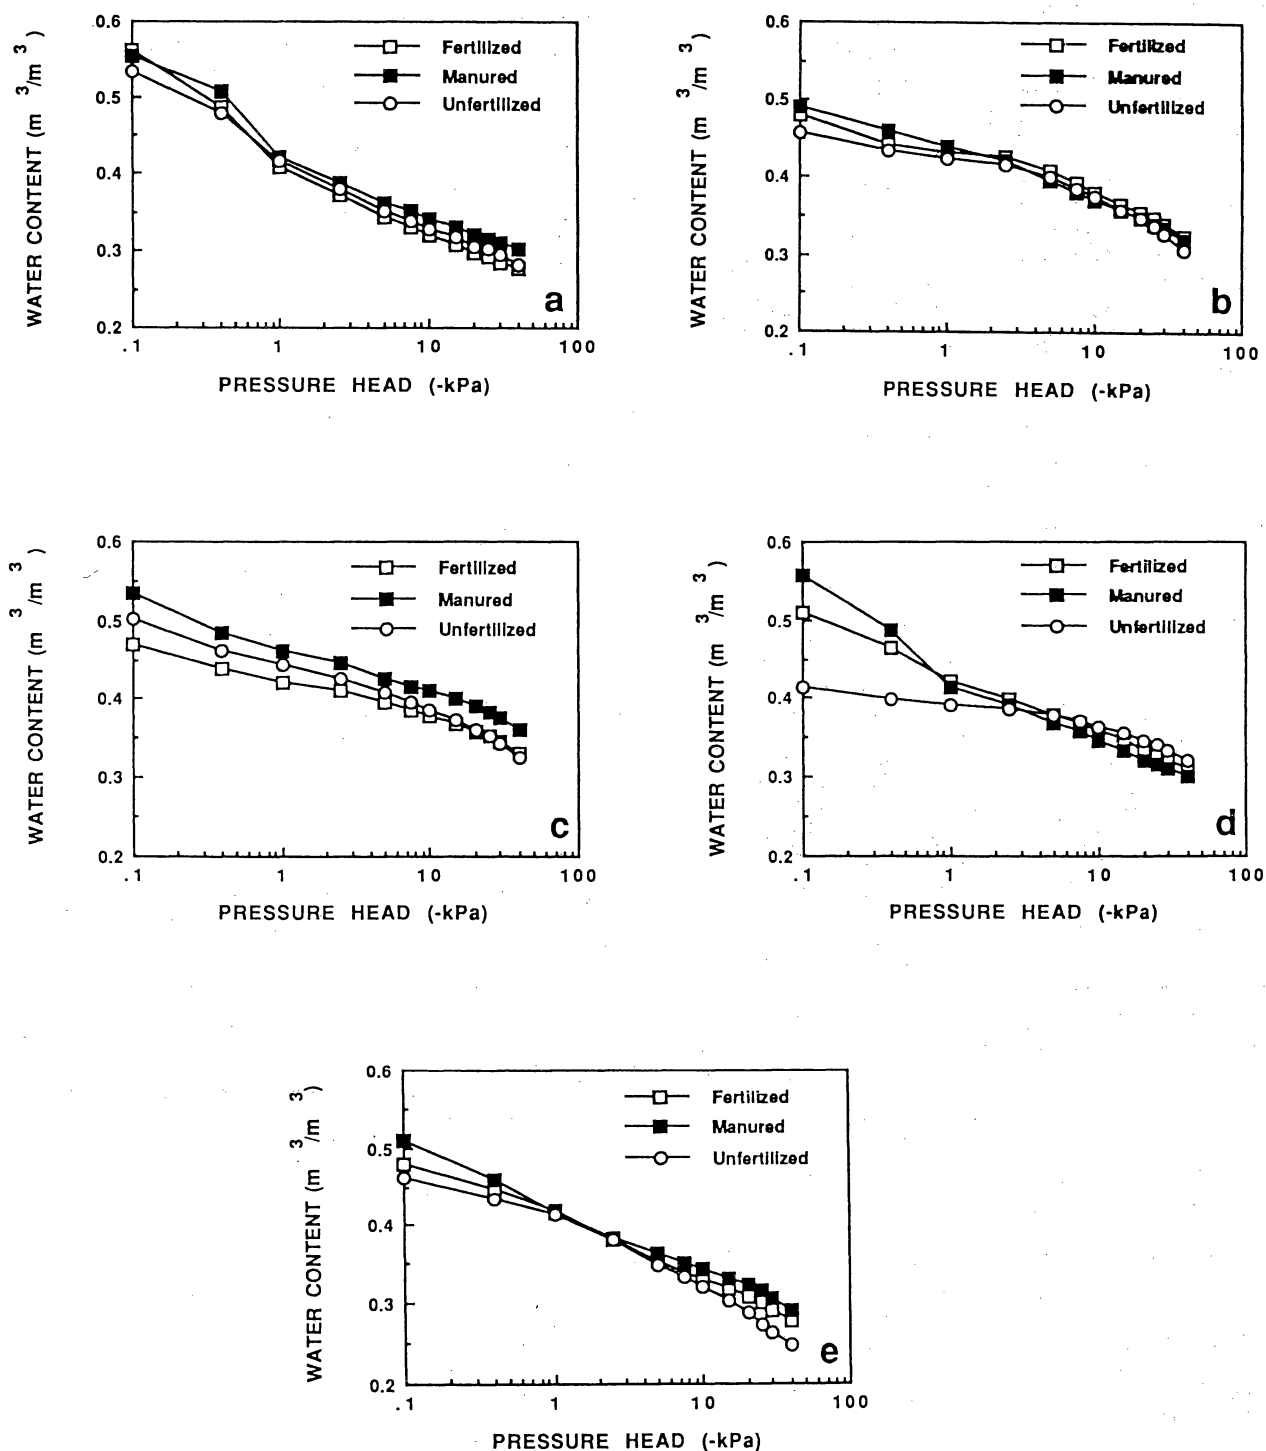 0.6
0.5
0.4
0.3
0.2
WATER CONTENT (m 3/m 3)
Fertilized
Manured
Unfertilized
a
.1 1 10 100
PRESSURE HEAD (-kPa)
0.6
0.5
0.4
0.3
0.2
WATER CONTENT (m 3/m 3)
Fertilized
Manured
Unfertilized
b
.1 1 10 100
PRESSURE HEAD (-kPa)
0.6
0.5
0.4
0.3
0.2
WATER CONTENT (m 3/m 3)
Fertilized
Manured
Unfertilized
c
.1 1 10 100
PRESSURE HEAD (-kPa)
0.6
0.5
0.4
0.3
0.2
WATER CONTENT (m 3/m 3)
Fertilized
Manured
Unfertilized
d
.1 1 10 100
PRESSURE HEAD (-kPa)
0.6
0.5
0.4
0.3
0.2
WATER CONTENT (m 3/m 3)
Fertilized
Manured
Unfertilized
e
.1 1 10 100
PRESSURE HEAD (-kPa)